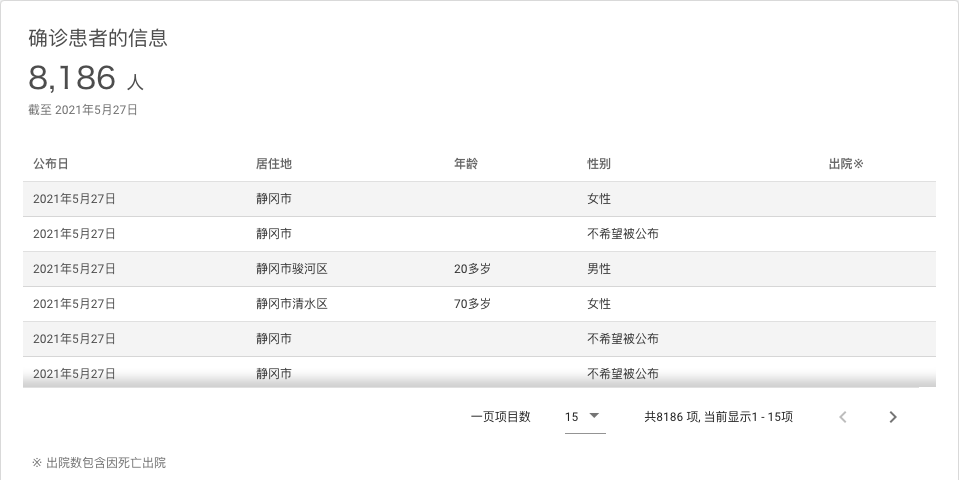 确诊患者的信息
8,186 人
截至 2021年5月27日
公布日 居住地 年龄 性别 出院※
2021年5月27日 静冈市 女性
2021年5月27日 静冈市 不希望被公布
2021年5月27日 静冈市骏河区 20多岁 男性
2021年5月27日 静冈市清水区 70多岁 女性
2021年5月27日 静冈市 不希望被公布
2021年5月27日 静冈市 不希望被公布
一页项目数 15 共8186 项, 当前显示1 - 15项
※ 出院数包含因死亡出院